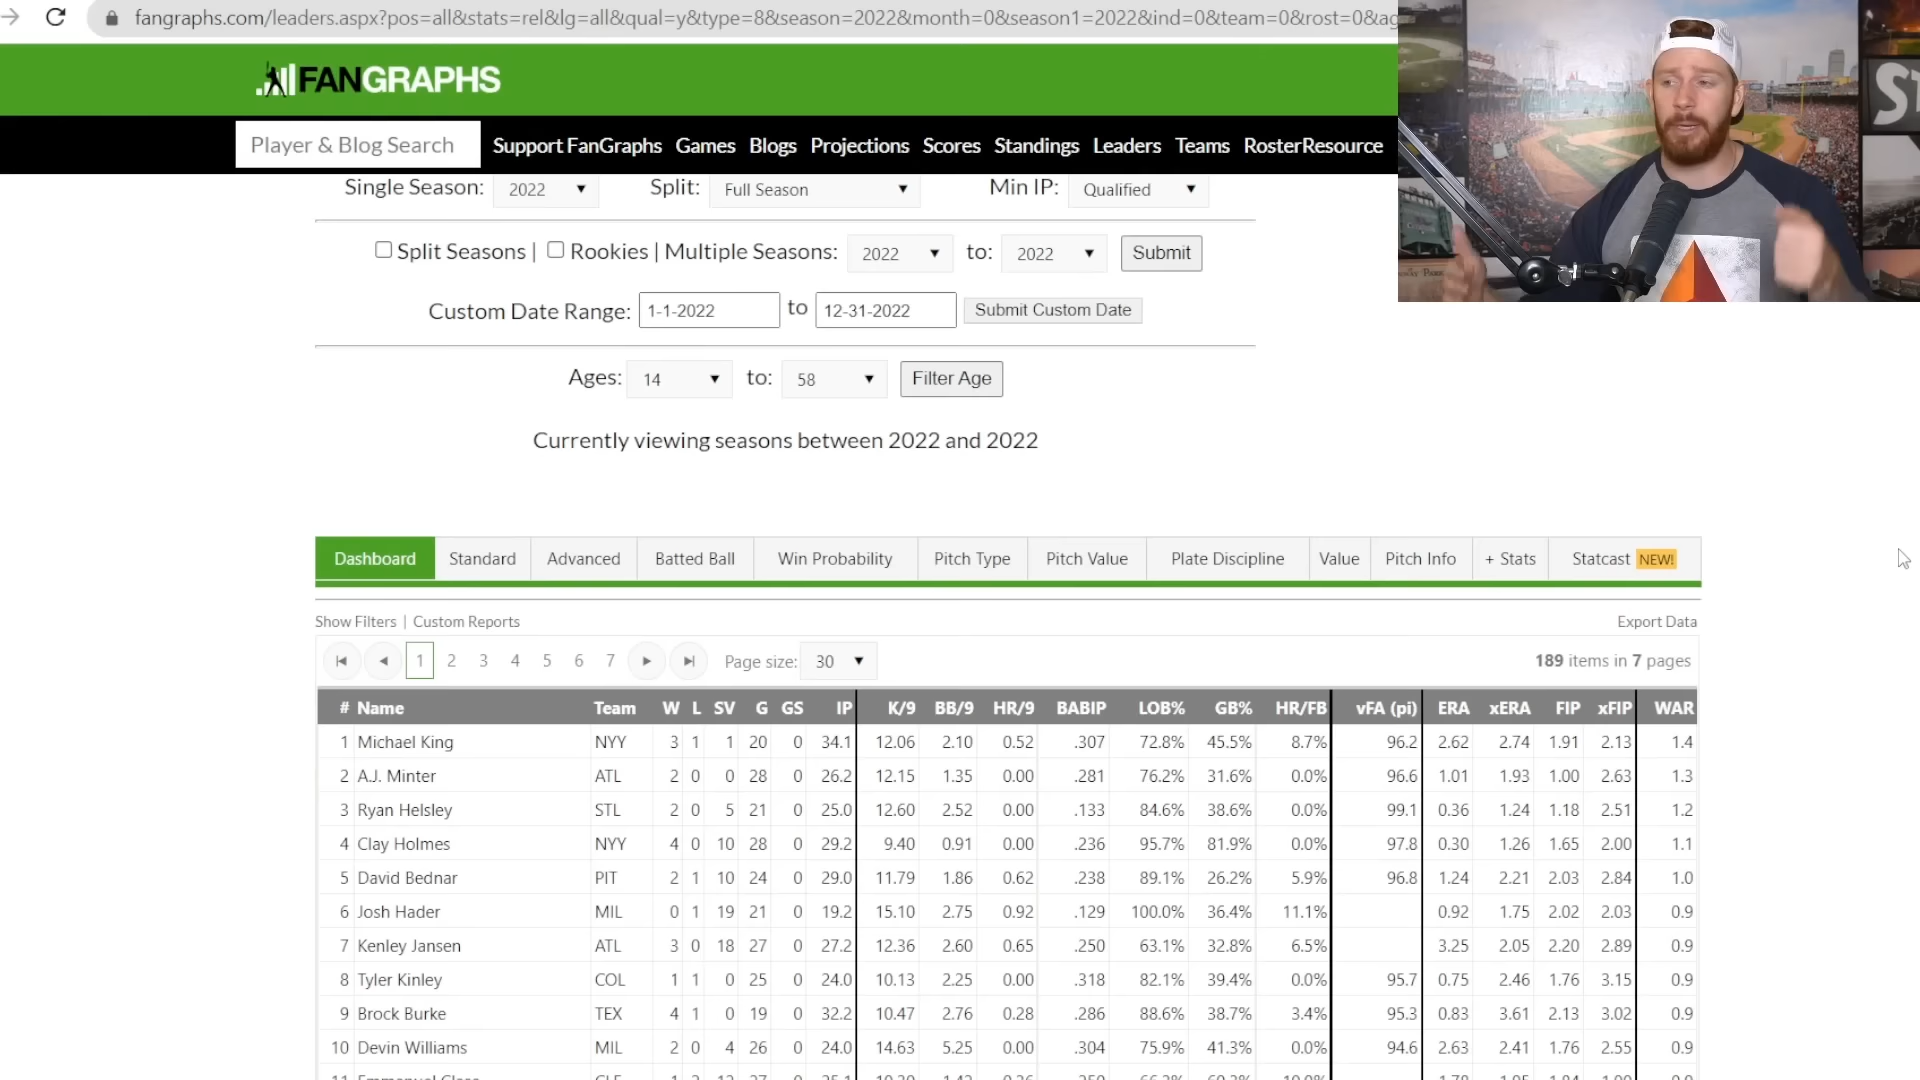 fangraphs.com/leaders.aspx?pos=all&stats=rel&lg=all&qual=y&type=8&season=2022&month=0&season1=2022&ind=0&team=0&rost=0&ag
FANGRAPHS
Player & Blog Search Support FanGraphs Games Blogs Projections Scores Standings Leaders Teams RosterResource
Single Season: 2022 Split: Full Season Min IP: Qualified
Split Seasons | Rookies | Multiple Seasons: 2022 to: 2022 Submit
Custom Date Range: 1-1-2022 to 12-31-2022 Submit Custom Date
Ages: 14 to: 58 Filter Age
Currently viewing seasons between 2022 and 2022
Dashboard Standard Advanced Batted Ball Win Probability Pitch Type Pitch Value Plate Discipline Value Pitch Info + Stats Statcast NEW!
Show Filters | Custom Reports Export Data
1 2 3 4 5 6 7 Page size: 30 189 items in 7 pages
# Name Team W L SV G GS IP K/9 BB/9 HR/9 BABIP LOB% GB% HR/FB vFA (pi) ERA xERA FIP xFIP WAR
1 Michael King NYY 3 1 1 20 0 34.1 12.06 2.10 0.52 .307 72.8% 45.5% 8.7% 96.2 2.62 2.74 1.91 2.13 1.4
2 A.J. Minter ATL 2 0 0 28 0 26.2 12.15 1.35 0.00 .281 76.2% 31.6% 0.0% 96.6 1.01 1.93 1.00 2.63 1.3
3 Ryan Helsley STL 2 0 5 21 0 25.0 12.60 2.52 0.00 .133 84.6% 38.6% 0.0% 99.1 0.36 1.24 1.18 2.51 1.2
4 Clay Holmes NYY 4 0 10 28 0 29.2 9.40 0.91 0.00 .236 95.7% 81.9% 0.0% 97.8 0.30 1.26 1.65 2.00 1.1
5 David Bednar PIT 2 1 10 24 0 29.0 11.79 1.86 0.62 .238 89.1% 26.2% 5.9% 96.8 1.24 2.21 2.03 2.84 1.0
6 Josh Hader MIL 0 1 19 21 0 19.2 15.10 2.75 0.92 .129 100.0% 36.4% 11.1% 0.92 1.75 2.02 2.03 0.9
7 Kenley Jansen ATL 3 0 18 27 0 27.2 12.36 2.60 0.65 .250 63.1% 32.8% 6.5% 3.25 2.05 2.20 2.89 0.9
8 Tyler Kinley COL 1 1 0 25 0 24.0 10.13 2.25 0.00 .318 82.1% 39.4% 0.0% 95.7 0.75 2.46 1.76 3.15 0.9
9 Brock Burke TEX 4 1 0 19 0 32.2 10.47 2.76 0.28 .286 88.6% 38.7% 3.4% 95.3 0.83 3.61 2.13 3.02 0.9
10 Devin Williams MIL 2 0 4 26 0 24.0 14.63 5.25 0.00 .304 75.9% 41.3% 0.0% 94.6 2.63 2.41 1.76 2.55 0.9